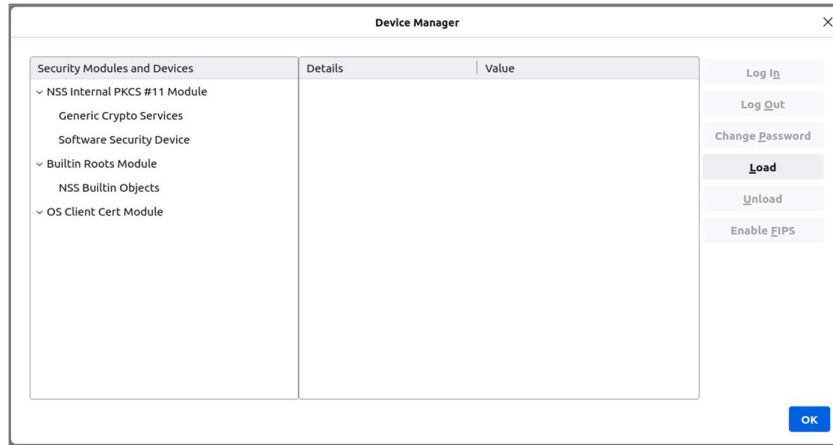 Device Manager
Security Modules and Devices
Details
Value
NSS Internal PKCS #11 Module
Generic Crypto Services
Software Security Device
Builtin Roots Module
NSS Builtin Objects
OS Client Cert Module
Log In
Log Out
Change Password
Load
Unload
Enable FIPS
OK